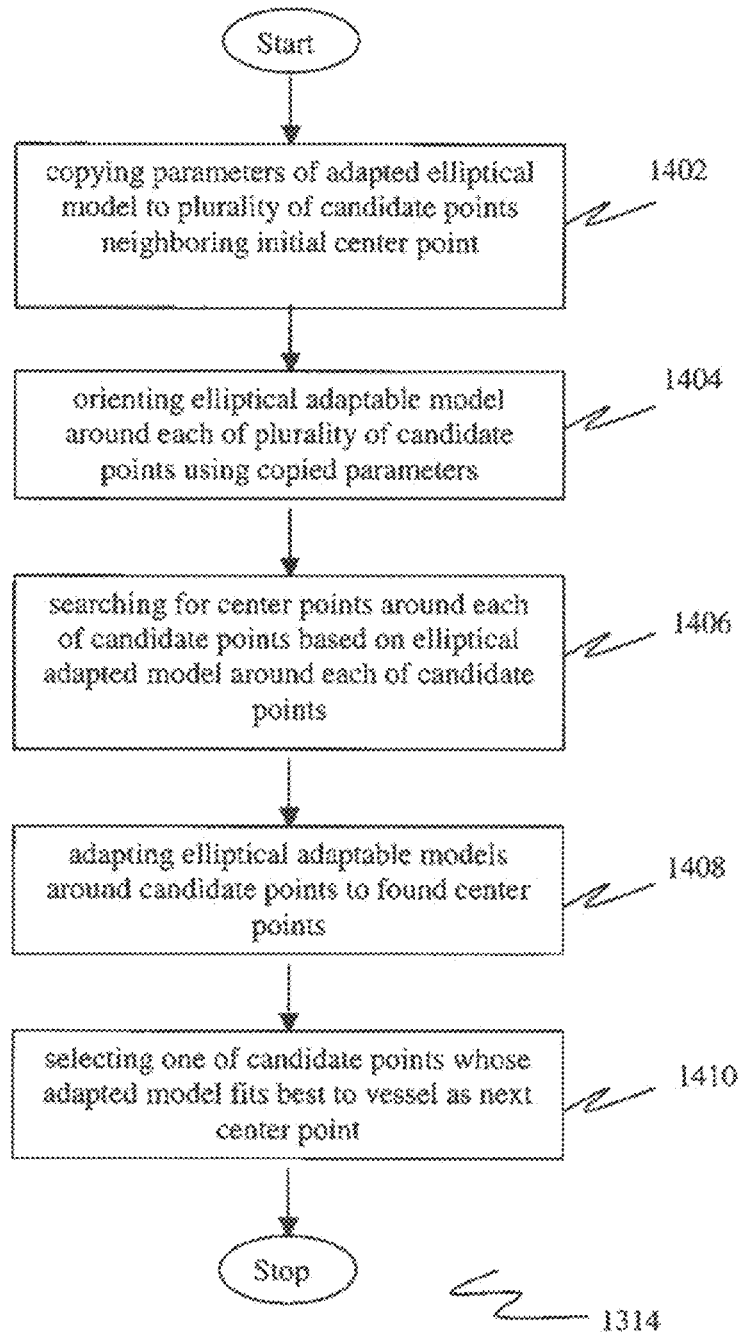 Start
copying parameters of adapted elliptical
model to plurality of candidate points
neighboring initial center point
1402
orienting elliptical adaptable model
around each of plurality of candidate
points using copied parameters
1404
searching for center points around each
of candidate points based on elliptical
adapted model around each of candidate
points
1406
adapting elliptical adaptable models
around candidate points to found center
points
1408
selecting one of candidate points whose
adapted model fits best to vessel as next
center point
1410
Stop
1314